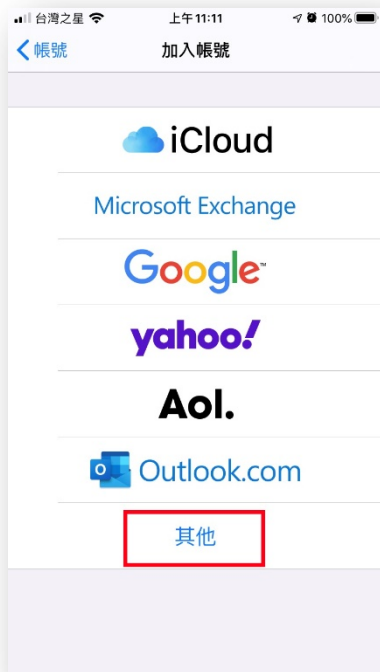 台灣之星 上午11:11 100%
帳號 加入帳號
iCloud
Microsoft Exchange
Google™
yahoo!
Aol.
Outlook.com
其他